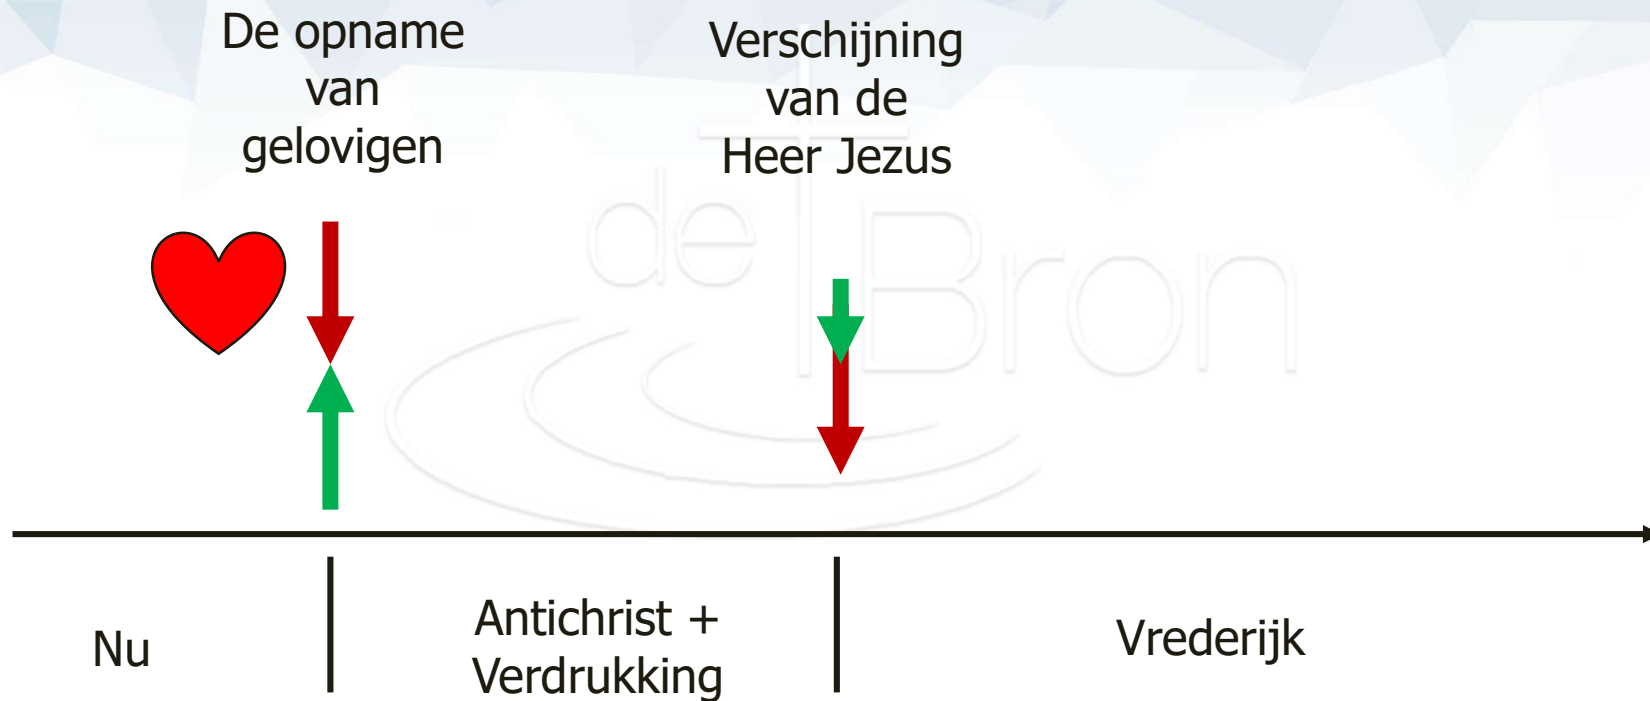 De opname
van
gelovigen
Verschijning
van de
Heer Jezus
de Bron
Nu
Antichrist +
Verdrukking
Vrederijk